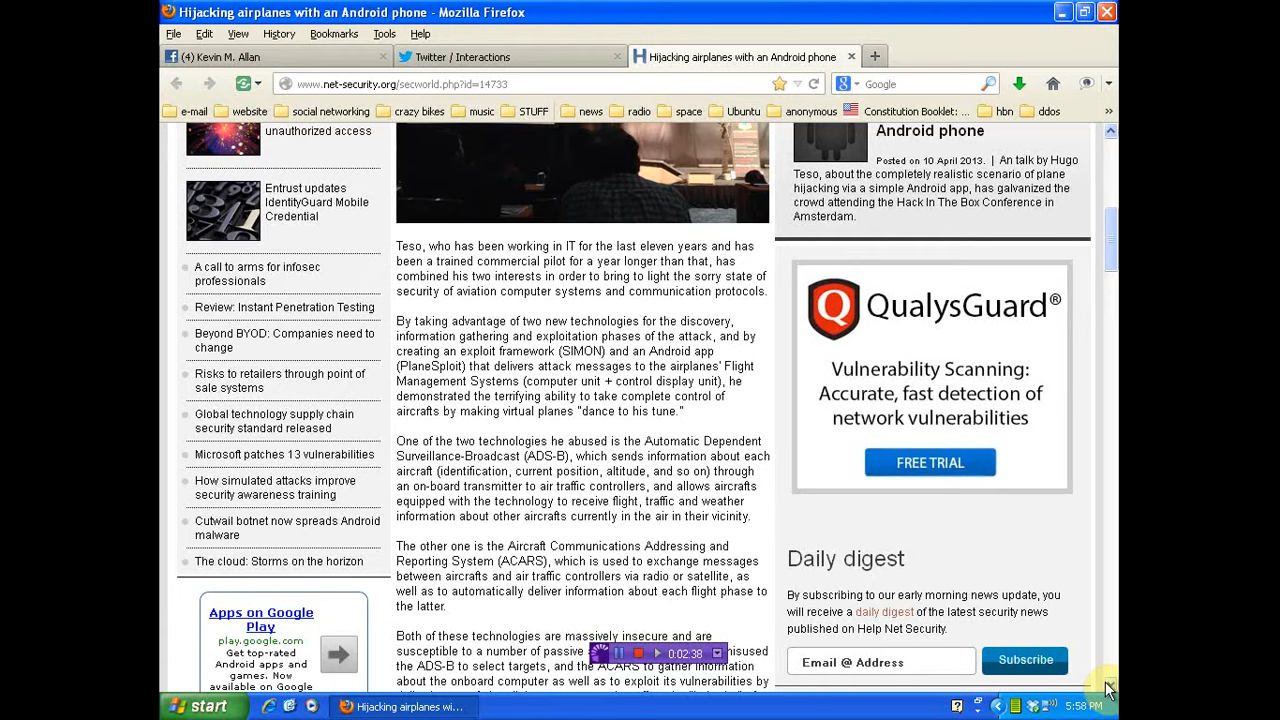 Hijacking airplanes with an Android phone - Mozilla Firefox
File Edit View History Bookmarks Tools Help
(4) Kevin M. Allan
Twitter / Interactions
Hijacking airplanes with an Android phone
www.net-security.org/secworld.php?id=14733
Google
e-mail website social networking crazy bikes music STUFF news radio space Ubuntu anonymous Constitution Booklet: ... hbn ddos
unauthorized access
Entrust updates
IdentityGuard Mobile
Credential
A call to arms for infosec
professionals
Review: Instant Penetration Testing
Beyond BYOD: Companies need to
change
Risks to retailers through point of
sale systems
Global technology supply chain
security standard released
Microsoft patches 13 vulnerabilities
How simulated attacks improve
security awareness training
Cutwail botnet now spreads Android
malware
The cloud: Storms on the horizon
Apps on Google
Play
play.google.com
Get top-rated
Android apps and
games. Now
available on Google
Teso, who has been working in IT for the last eleven years and has
been a trained commercial pilot for a year longer than that, has
combined his two interests in order to bring to light the sorry state of
security of aviation computer systems and communication protocols.
By taking advantage of two new technologies for the discovery,
information gathering and exploitation phases of the attack, and by
creating an exploit framework (SIMON) and an Android app
(PlaneSploit) that delivers attack messages to the airplanes' Flight
Management Systems (computer unit + control display unit), he
demonstrated the terrifying ability to take complete control of
aircrafts by making virtual planes "dance to his tune."
One of the two technologies he abused is the Automatic Dependent
Surveillance-Broadcast (ADS-B), which sends information about each
aircraft (identification, current position, altitude, and so on) through
an on-board transmitter to air traffic controllers, and allows aircrafts
equipped with the technology to receive flight, traffic and weather
information about other aircrafts currently in the air in their vicinity.
The other one is the Aircraft Communications Addressing and
Reporting System (ACARS), which is used to exchange messages
between aircrafts and air traffic controllers via radio or satellite, as
well as to automatically deliver information about each flight phase to
the latter.
Both of these technologies are massively insecure and are
susceptible to a number of passive
misused
the ADS-B to select targets, and the ACARS to gather information
about the onboard computer as well as to exploit its vulnerabilities by
0:02:38
Android phone
Posted on 10 April 2013. | An talk by Hugo
Teso, about the completely realistic scenario of plane
hijacking via a simple Android app, has galvanized the
crowd attending the Hack In The Box Conference in
Amsterdam.
QualysGuard®
Vulnerability Scanning:
Accurate, fast detection of
network vulnerabilities
FREE TRIAL
Daily digest
By subscribing to our early morning news update, you
will receive a daily digest of the latest security news
published on Help Net Security.
Email @ Address
Subscribe
start
Hijacking airplanes wi...
5:58 PM